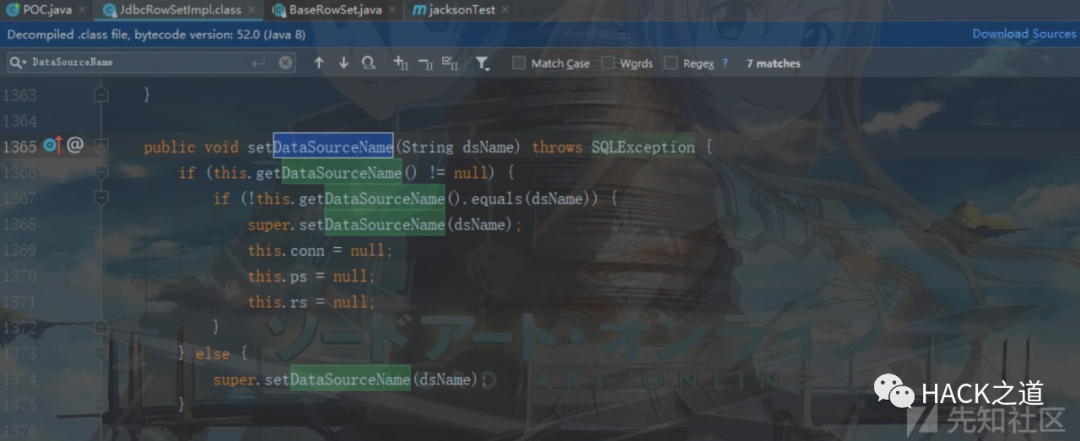 POC.java × JdbcRowSetImpl.class × BaseRowSet.java × jacksonTest ×
Decompiled .class file, bytecode version: 52.0 (Java 8) Download Sources
DataSourceName Match Case Words Regex ? 7 matches
1363 }
1364
1365 @ public void setDataSourceName(String dsName) throws SQLException {
1366 if (this.getDataSourceName() != null) {
1367 if (!this.getDataSourceName().equals(dsName)) {
1368 super.setDataSourceName(dsName);
1369 this.conn = null;
1370 this.ps = null;
1371 this.rs = null;
1372 }
ソードアート・オンライン
1373 } else {
1374 super.setDataSourceName(dsName);
ART ONLINE
1375 }
HACK之道
先知社区